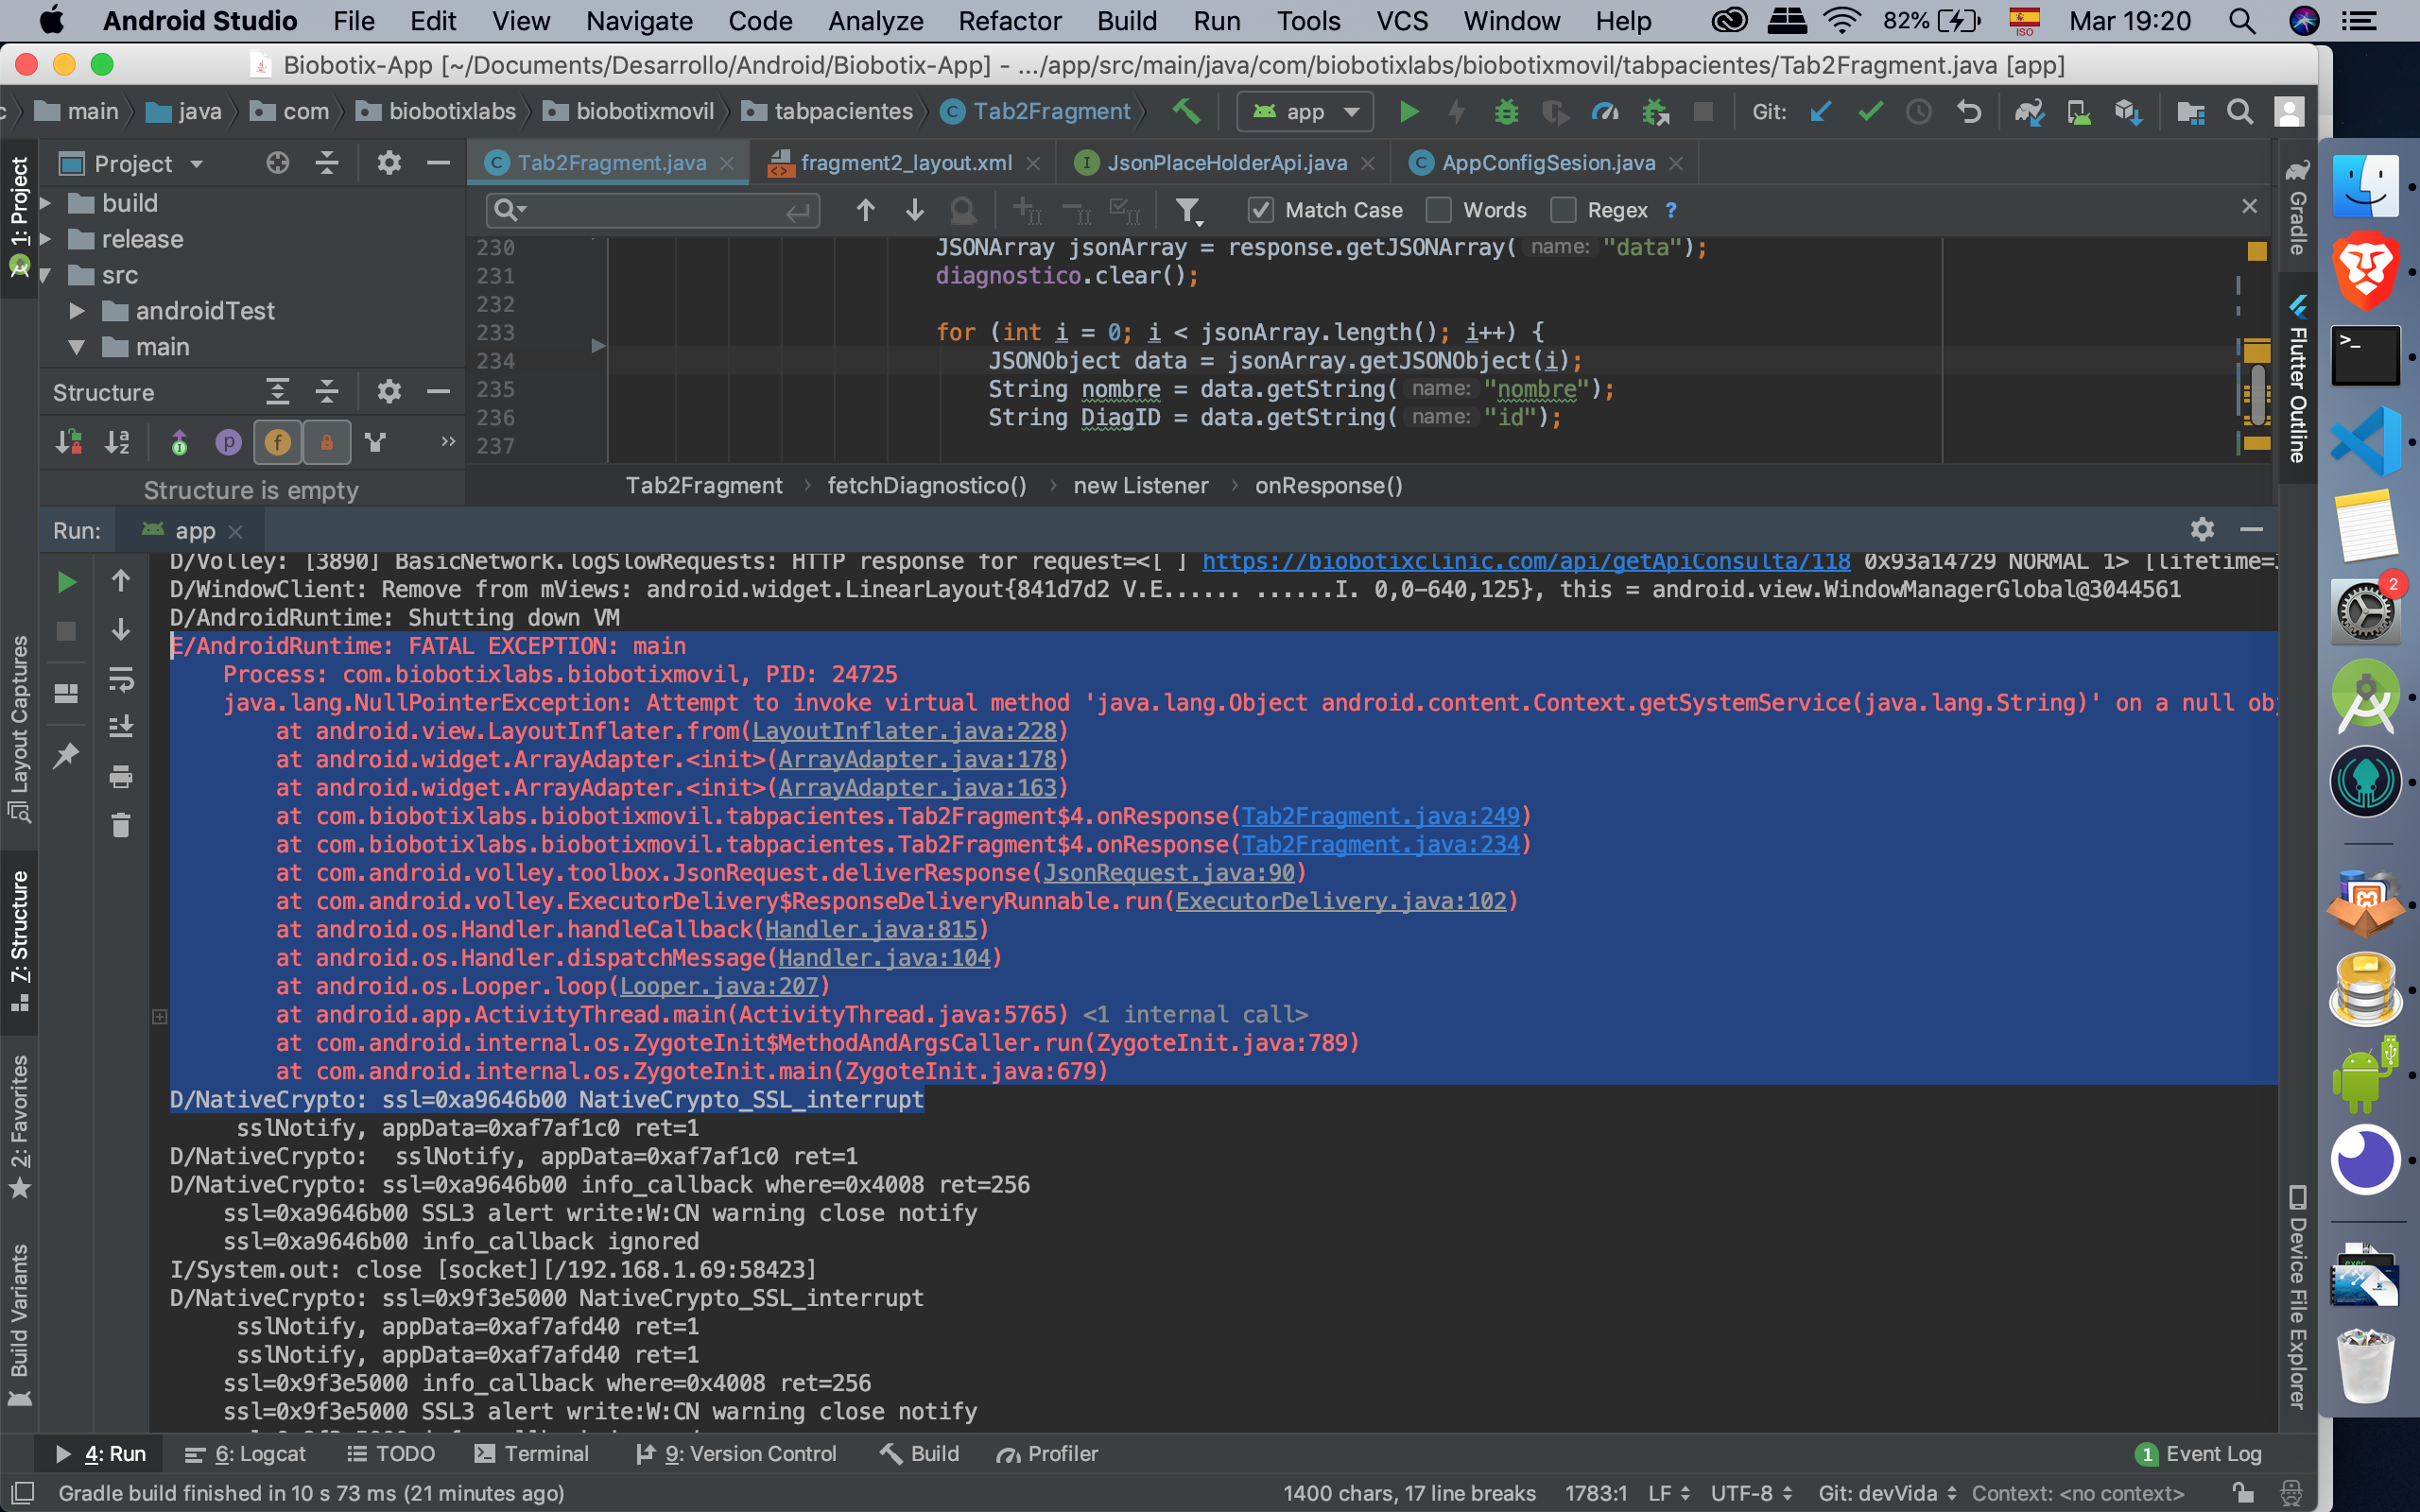 Android Studio File Edit View Navigate Code Analyze Refactor Build Run Tools VCS Window Help 82% ISO Mar 19:20
Biobotix-App [~/Documents/Desarrollo/Android/Biobotix-App] - .../app/src/main/java/com/biobotixlabs/biobotixmovil/tabpacientes/Tab2Fragment.java [app]
main java com biobotixlabs biobotixmovil tabpacientes Tab2Fragment app Git:
Project
Tab2Fragment.java fragment2_layout.xml JsonPlaceHolderApi.java AppConfigSesion.java
build
release
src
androidTest
main
Match Case Words Regex ?
230 JSONArray jsonArray = response.getJSONArray( name: "data");
231 diagnostico.clear();
232
233 for (int i = 0; i < jsonArray.length(); i++) {
234 JSONObject data = jsonArray.getJSONObject(i);
235 String nombre = data.getString( name: "nombre");
236 String DiagID = data.getString( name: "id");
237
Structure
Structure is empty
Tab2Fragment fetchDiagnostico() new Listener onResponse()
Run: app
D/Volley: [3890] BasicNetwork.logSlowRequests: HTTP response for request=<[ ] https://biobotixclinic.com/api/getApiConsulta/118 0x93a14729 NORMAL 1> [lifetime=
D/WindowClient: Remove from mViews: android.widget.LinearLayout{841d7d2 V.E...... ......I. 0,0-640,125}, this = android.view.WindowManagerGlobal@3044561
D/AndroidRuntime: Shutting down VM
E/AndroidRuntime: FATAL EXCEPTION: main
Process: com.biobotixlabs.biobotixmovil, PID: 24725
java.lang.NullPointerException: Attempt to invoke virtual method 'java.lang.Object android.content.Context.getSystemService(java.lang.String)' on a null ob
at android.view.LayoutInflater.from(LayoutInflater.java:228)
at android.widget.ArrayAdapter.<init>(ArrayAdapter.java:178)
at android.widget.ArrayAdapter.<init>(ArrayAdapter.java:163)
at com.biobotixlabs.biobotixmovil.tabpacientes.Tab2Fragment$4.onResponse(Tab2Fragment.java:249)
at com.biobotixlabs.biobotixmovil.tabpacientes.Tab2Fragment$4.onResponse(Tab2Fragment.java:234)
at com.android.volley.toolbox.JsonRequest.deliverResponse(JsonRequest.java:90)
at com.android.volley.ExecutorDelivery$ResponseDeliveryRunnable.run(ExecutorDelivery.java:102)
at android.os.Handler.handleCallback(Handler.java:815)
at android.os.Handler.dispatchMessage(Handler.java:104)
at android.os.Looper.loop(Looper.java:207)
at android.app.ActivityThread.main(ActivityThread.java:5765) <1 internal call>
at com.android.internal.os.ZygoteInit$MethodAndArgsCaller.run(ZygoteInit.java:789)
at com.android.internal.os.ZygoteInit.main(ZygoteInit.java:679)
D/NativeCrypto: ssl=0xa9646b00 NativeCrypto_SSL_interrupt
sslNotify, appData=0xaf7af1c0 ret=1
D/NativeCrypto:  sslNotify, appData=0xaf7af1c0 ret=1
D/NativeCrypto: ssl=0xa9646b00 info_callback where=0x4008 ret=256
ssl=0xa9646b00 SSL3 alert write:W:CN warning close notify
ssl=0xa9646b00 info_callback ignored
I/System.out: close [socket][/192.168.1.69:58423]
D/NativeCrypto: ssl=0x9f3e5000 NativeCrypto_SSL_interrupt
sslNotify, appData=0xaf7afd40 ret=1
sslNotify, appData=0xaf7afd40 ret=1
ssl=0x9f3e5000 info_callback where=0x4008 ret=256
ssl=0x9f3e5000 SSL3 alert write:W:CN warning close notify
1: Project
Layout Captures
7: Structure
2: Favorites
Build Variants
Gradle
Flutter Outline
Device File Explorer
2
4: Run 6: Logcat TODO Terminal 9: Version Control Build Profiler 1 Event Log
Gradle build finished in 10 s 73 ms (21 minutes ago) 1400 chars, 17 line breaks 1783:1 LF UTF-8 Git: devVida Context: <no context>